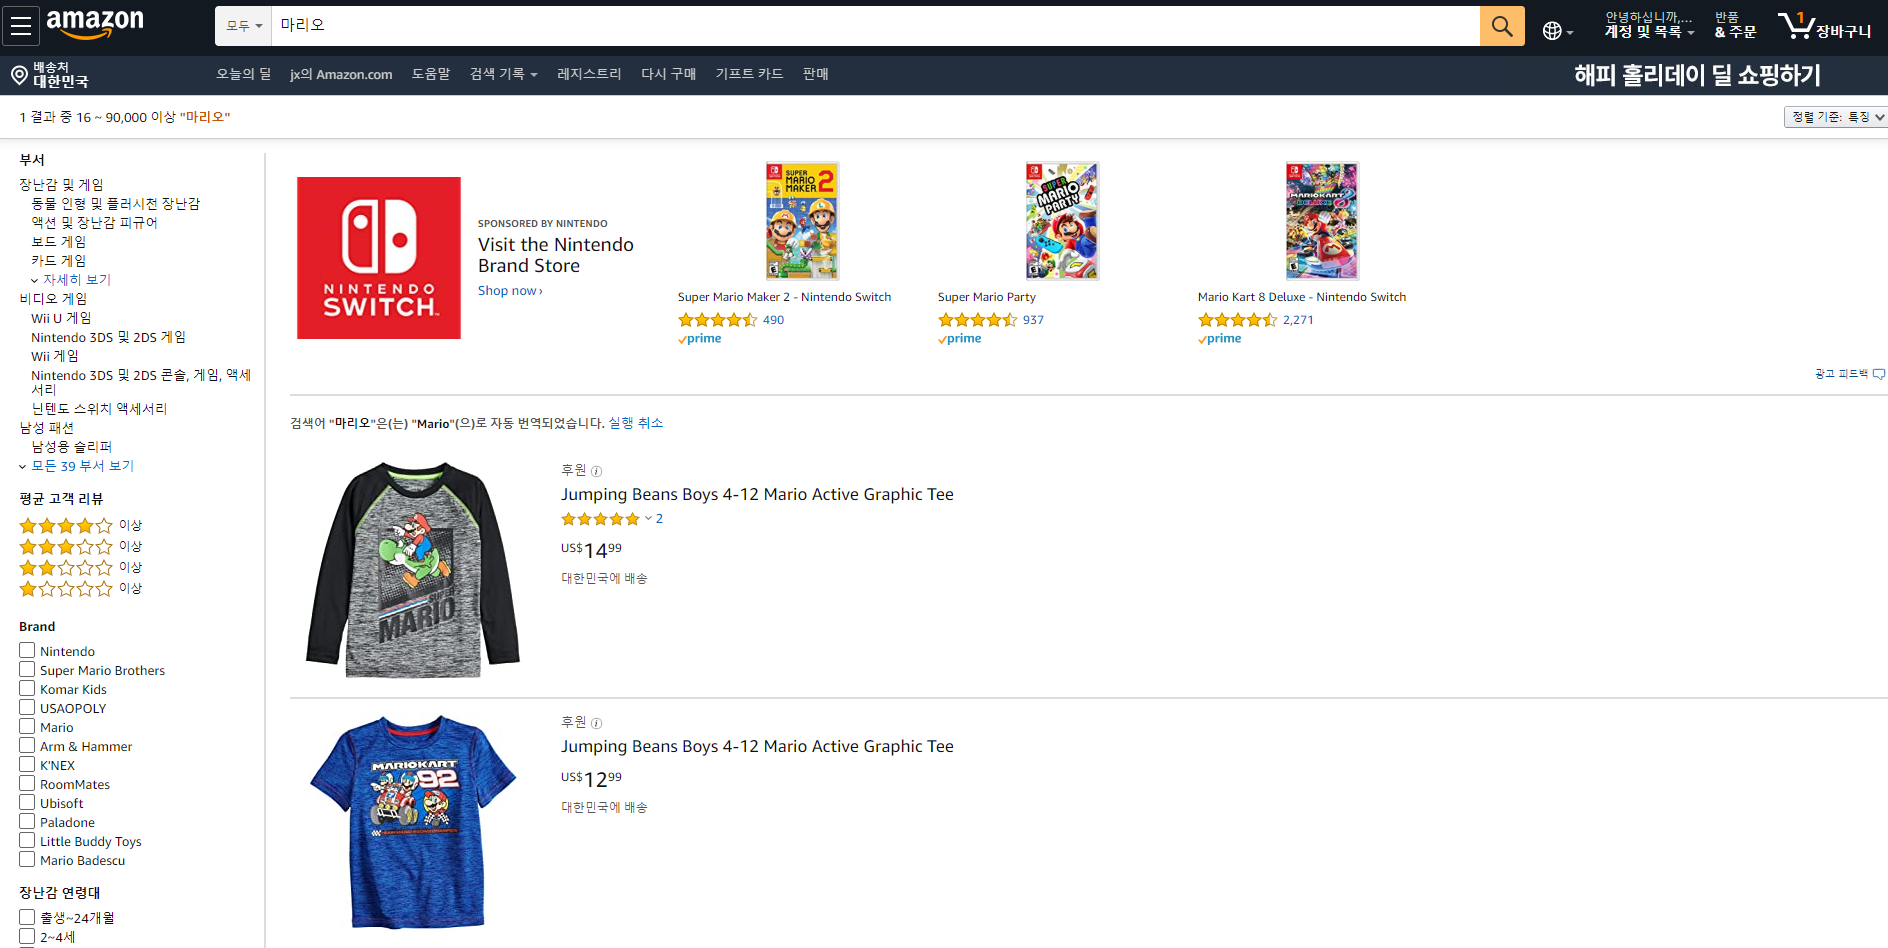 amazon
모두
마리오
안녕하십니까,...
계정 및 목록
반품
& 주문
1
장바구니
배송처
대한민국
오늘의 딜
jx의 Amazon.com
도움말
검색 기록
레지스트리
다시 구매
기프트 카드
판매
해피 홀리데이 딜 쇼핑하기
1 결과 중 16 ~ 90,000 이상 "마리오"
정렬 기준: 특징
부서
장난감 및 게임
동물 인형 및 플러시천 장난감
액션 및 장난감 피규어
보드 게임
카드 게임
자세히 보기
비디오 게임
Wii U 게임
Nintendo 3DS 및 2DS 게임
Wii 게임
Nintendo 3DS 및 2DS 콘솔, 게임, 액세
서리
닌텐도 스위치 액세서리
남성 패션
남성용 슬리퍼
모든 39 부서 보기
평균 고객 리뷰
이상
이상
이상
이상
Brand
Nintendo
Super Mario Brothers
Komar Kids
USAOPOLY
Mario
Arm & Hammer
K'NEX
RoomMates
Ubisoft
Paladone
Little Buddy Toys
Mario Badescu
장난감 연령대
출생~24개월
2~4세
NINTENDO
SWITCH
SPONSORED BY NINTENDO
Visit the Nintendo
Brand Store
Shop now ›
SUPER
MARIO
MAKER 2
Super Mario Maker 2 - Nintendo Switch
490
prime
SUPER
MARIO
PARTY
Super Mario Party
937
prime
MARIOKART 8
DELUXE
Mario Kart 8 Deluxe - Nintendo Switch
2,271
prime
광고 피드백
검색어 "마리오"은(는) "Mario"(으)로 자동 번역되었습니다. 실행 취소
SUPER
MARIO
후원
Jumping Beans Boys 4-12 Mario Active Graphic Tee
2
US$1499
대한민국에 배송
MARIOKART
92
후원
Jumping Beans Boys 4-12 Mario Active Graphic Tee
US$1299
대한민국에 배송